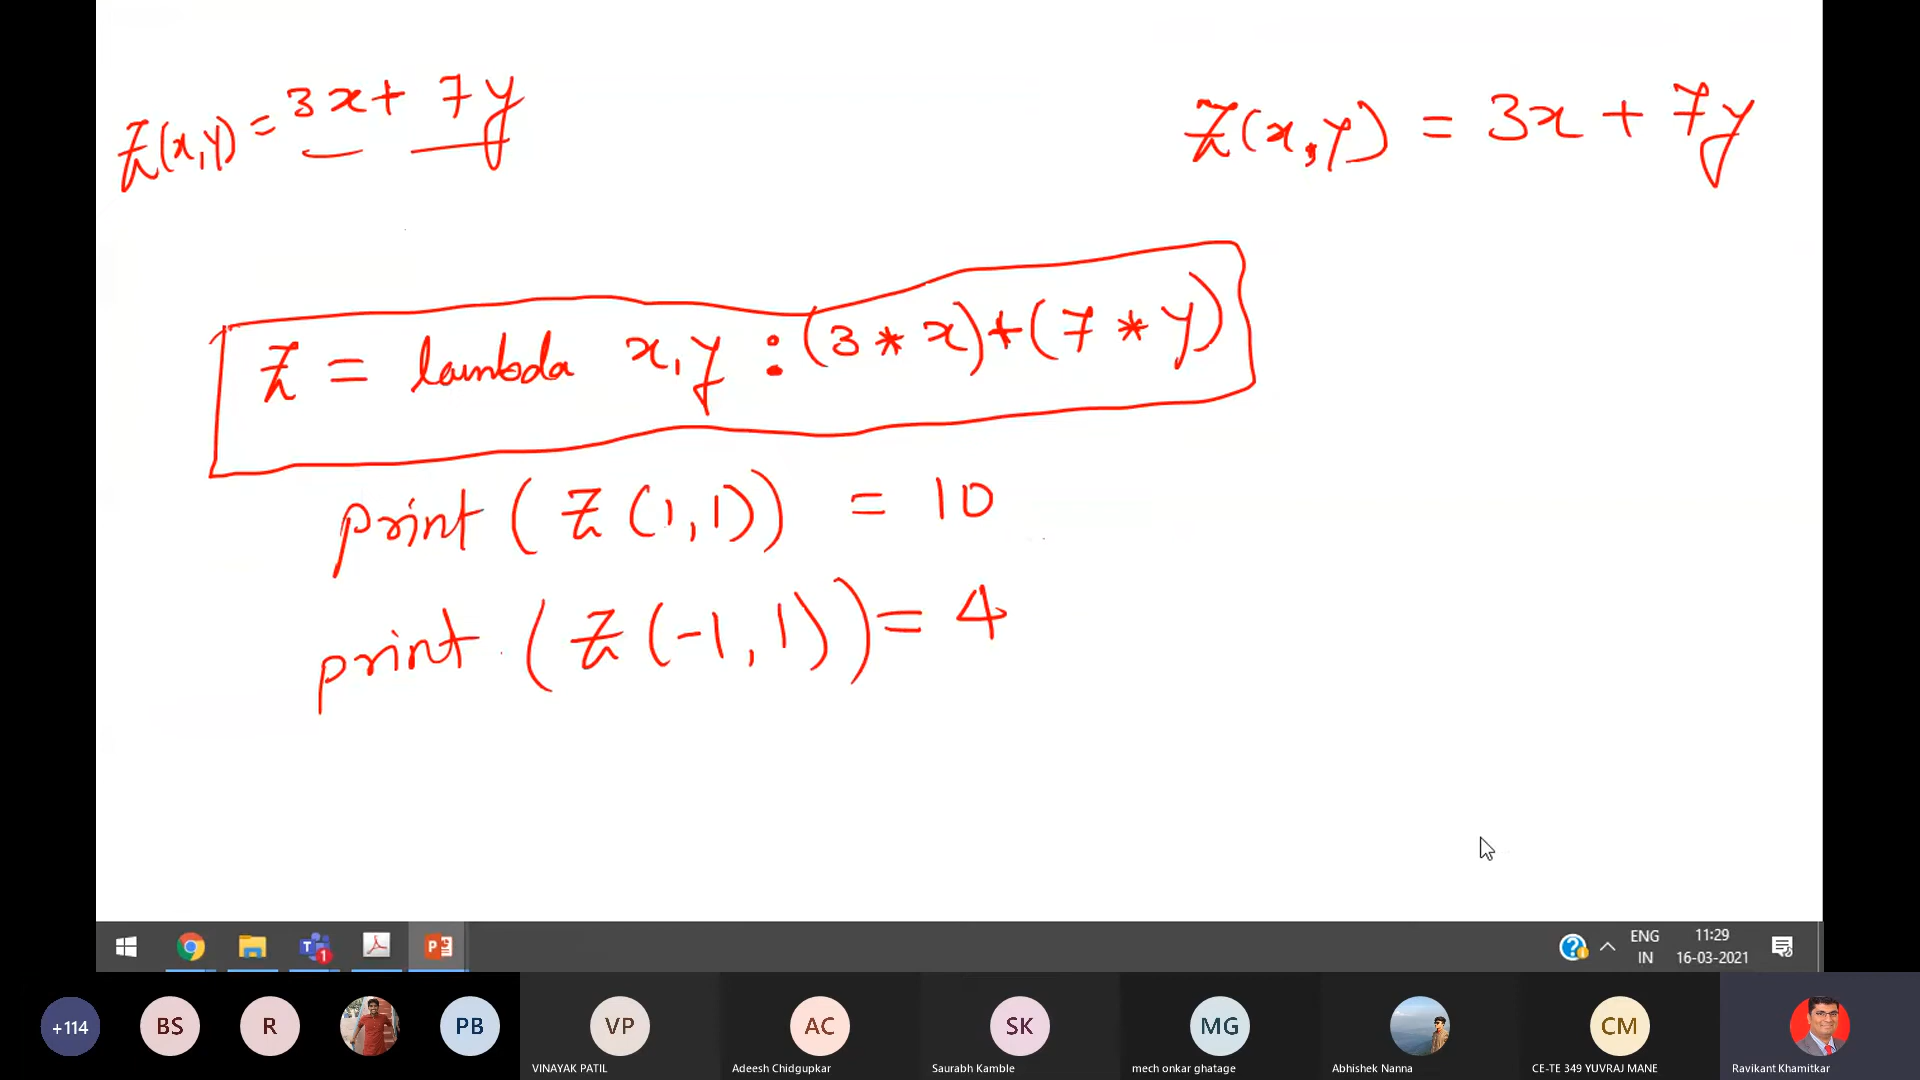 Z(x,y) = 3x + 7y
Z(x,y) = 3x + 7y
Z = lambda x,y : (3 * x)+(7 * y)
print (Z (1,1)) = 10
print (Z (-1,1)) = 4
T 1
P
? ENG 11:29
IN 16-03-2021
+114 BS R PB VP AC SK MG CM
VINAYAK PATIL Adeesh Chidgupkar Saurabh Kamble mech onkar ghatage Abhishek Nanna CE-TE 349 YUVRAJ MANE Ravikant Khamitkar